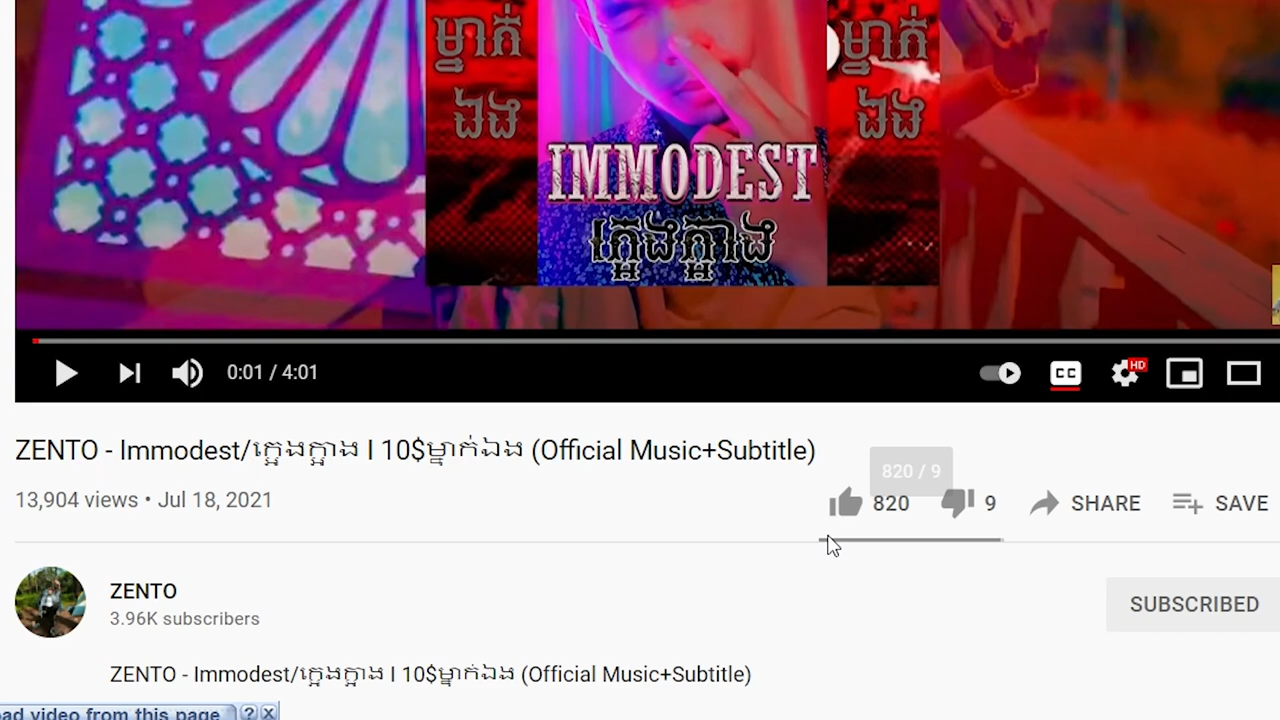 ម្នាក់
ឯង
ម្នាក់
ឯង
IMMODEST
ក្អេងក្អាង
0:01 / 4:01
CC
HD
ZENTO - Immodest/ក្អេងក្អាង I 10$ម្នាក់ឯង (Official Music+Subtitle)
820 / 9
13,904 views • Jul 18, 2021
820 9 SHARE SAVE
ZENTO
3.96K subscribers
SUBSCRIBED
ZENTO - Immodest/ក្អេងក្អាង I 10$ម្នាក់ឯង (Official Music+Subtitle)
video from this page ? X